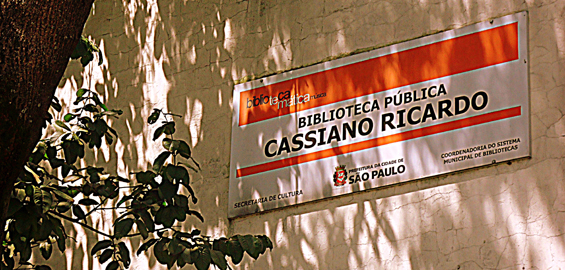 biblioteca
temática música
BIBLIOTECA PÚBLICA
CASSIANO RICARDO
SECRETARIA DE CULTURA
PREFEITURA DA CIDADE DE
SÃO PAULO
COORDENADORIA DO SISTEMA
MUNICIPAL DE BIBLIOTECAS